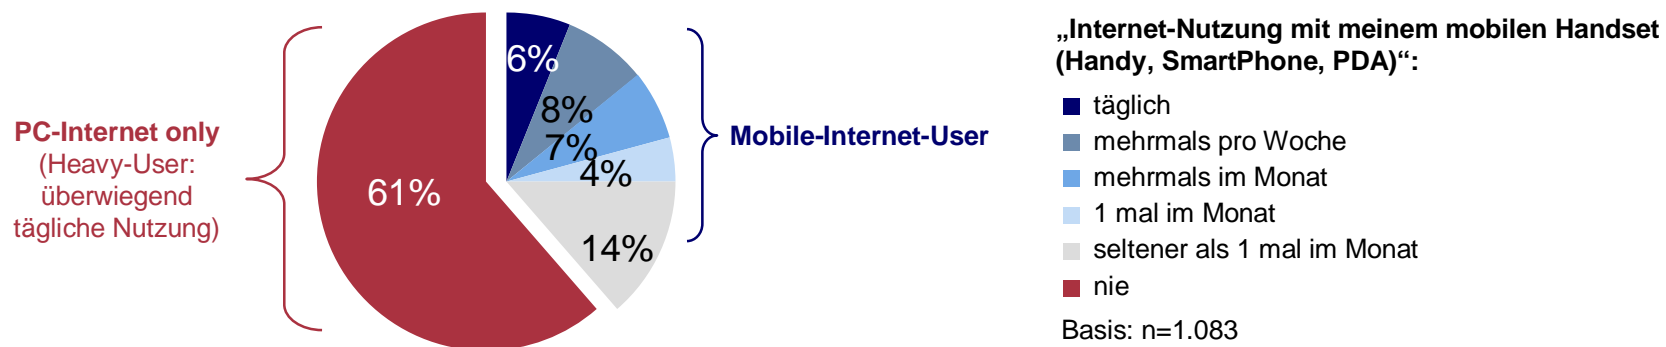 PC-Internet only
(Heavy-User:
überwiegend
tägliche Nutzung)
61%
6%
8%
7%
4%
14%
Mobile-Internet-User
„Internet-Nutzung mit meinem mobilen Handset
(Handy, SmartPhone, PDA)“:
täglich
mehrmals pro Woche
mehrmals im Monat
1 mal im Monat
seltener als 1 mal im Monat
nie
Basis: n=1.083